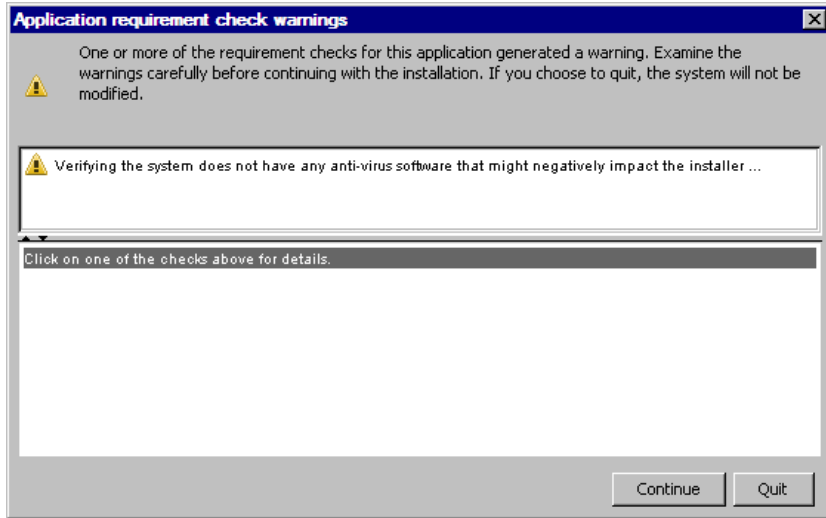 Application requirement check warnings
One or more of the requirement checks for this application generated a warning. Examine the
warnings carefully before continuing with the installation. If you choose to quit, the system will not be
modified.
Verifying the system does not have any anti-virus software that might negatively impact the installer ...
Click on one of the checks above for details.
Continue
Quit